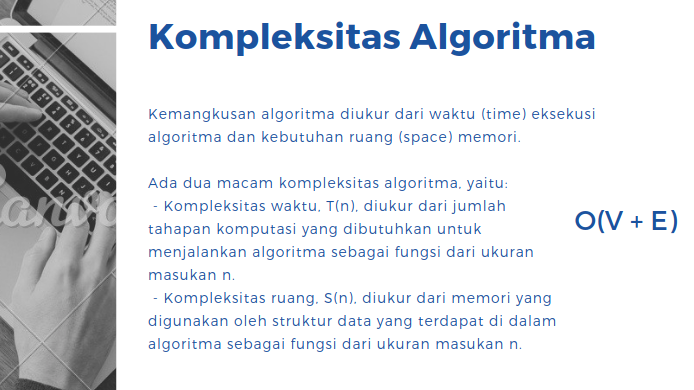 Kompleksitas Algoritma
Kemangkusan algoritma diukur dari waktu (time) eksekusi
algoritma dan kebutuhan ruang (space) memori.
Ada dua macam kompleksitas algoritma, yaitu:
- Kompleksitas waktu, T(n), diukur dari jumlah
tahapan komputasi yang dibutuhkan untuk
menjalankan algoritma sebagai fungsi dari ukuran
masukan n.
- Kompleksitas ruang, S(n), diukur dari memori yang
digunakan oleh struktur data yang terdapat di dalam
algoritma sebagai fungsi dari ukuran masukan n.
O(V + E)